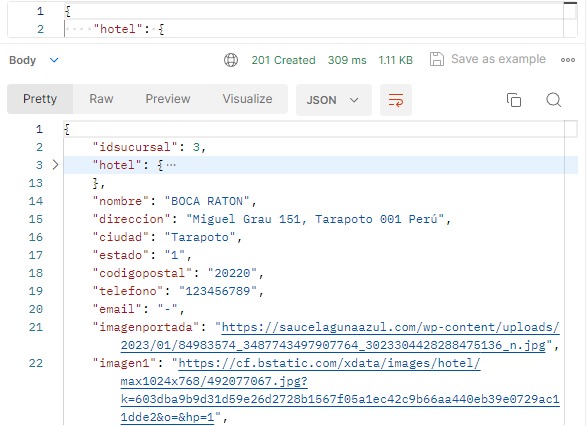 1 {
2 "hotel": {
Body 201 Created 309 ms 1.11 KB Save as example
Pretty Raw Preview Visualize JSON
1 {
2 "idsucursal": 3,
3 "hotel": {
13 },
14 "nombre": "BOCA RATON",
15 "direccion": "Miguel Grau 151, Tarapoto 001 Perú",
16 "ciudad": "Tarapoto",
17 "estado": "1",
18 "codigopostal": "20220",
19 "telefono": "123456789",
20 "email": "-",
21 "imagenportada": "https://saucelagunaazul.com/wp-content/uploads/
2023/01/84983574_3487743497907764_3023304428288475136_n.jpg",
22 "imagen1": "https://cf.bstatic.com/xdata/images/hotel/
max1024x768/492077067.jpg?
k=603dba9b9d31d59e26d2728b1567f05a1ec42c9b66aa440eb39e0729ac1
1dde2&o=&hp=1",